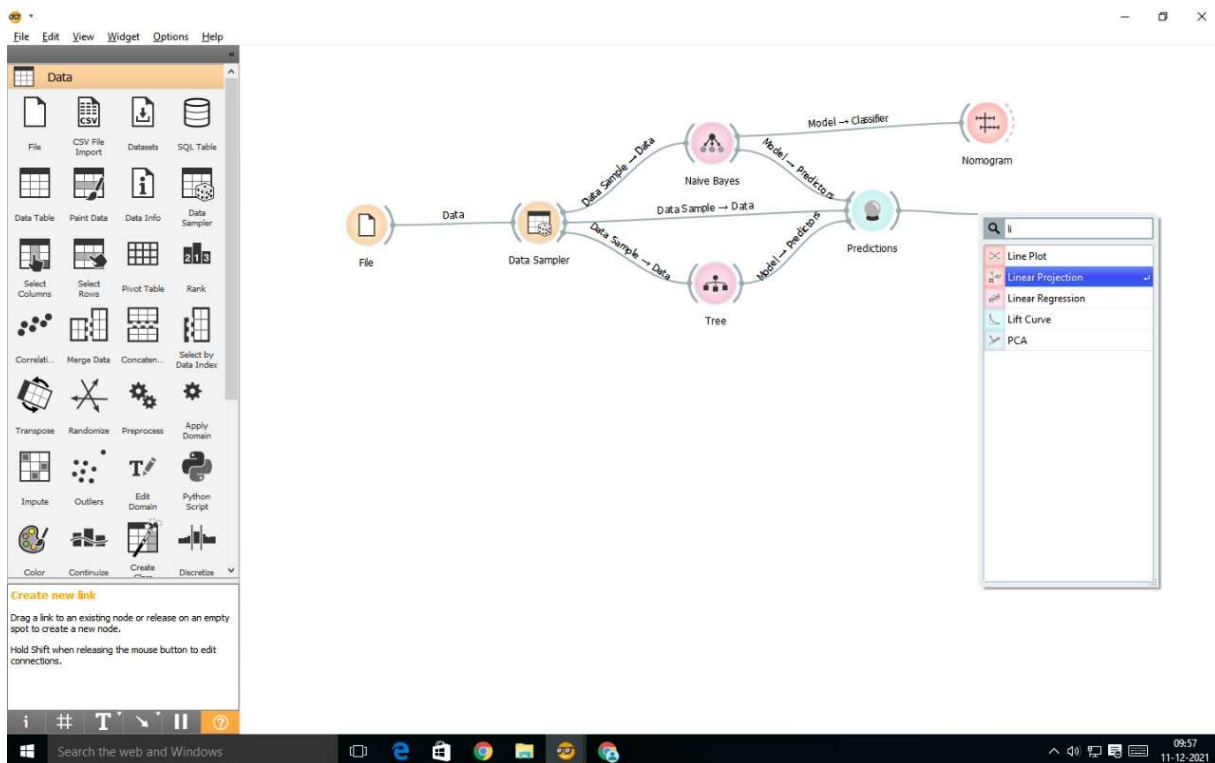 File Edit View Widget Options Help
Data
File
CSV File
Import
Datasets
SQL Table
Data Table
Paint Data
Data Info
Data
Sampler
Select
Columns
Select
Rows
Pivot Table
Rank
Correlati...
Merge Data
Concaten...
Select by
Data Index
Transpose
Randomize
Preprocess
Apply
Domain
Impute
Outliers
Edit
Domain
Python
Script
Color
Continuize
Create
Discretize
Create new link
Drag a link to an existing node or release on an empty
spot to create a new node.
Hold Shift when releasing the mouse button to edit
connections.
File
Data
Data Sampler
Data Sample → Data
Data Sample → Data
Data Sample → Data
Naive Bayes
Tree
Model → Classifier
Model → Predictors
Model → Predictors
Nomogram
Predictions
li
Line Plot
Linear Projection
Linear Regression
Lift Curve
PCA
Search the web and Windows
09:57
11-12-2021